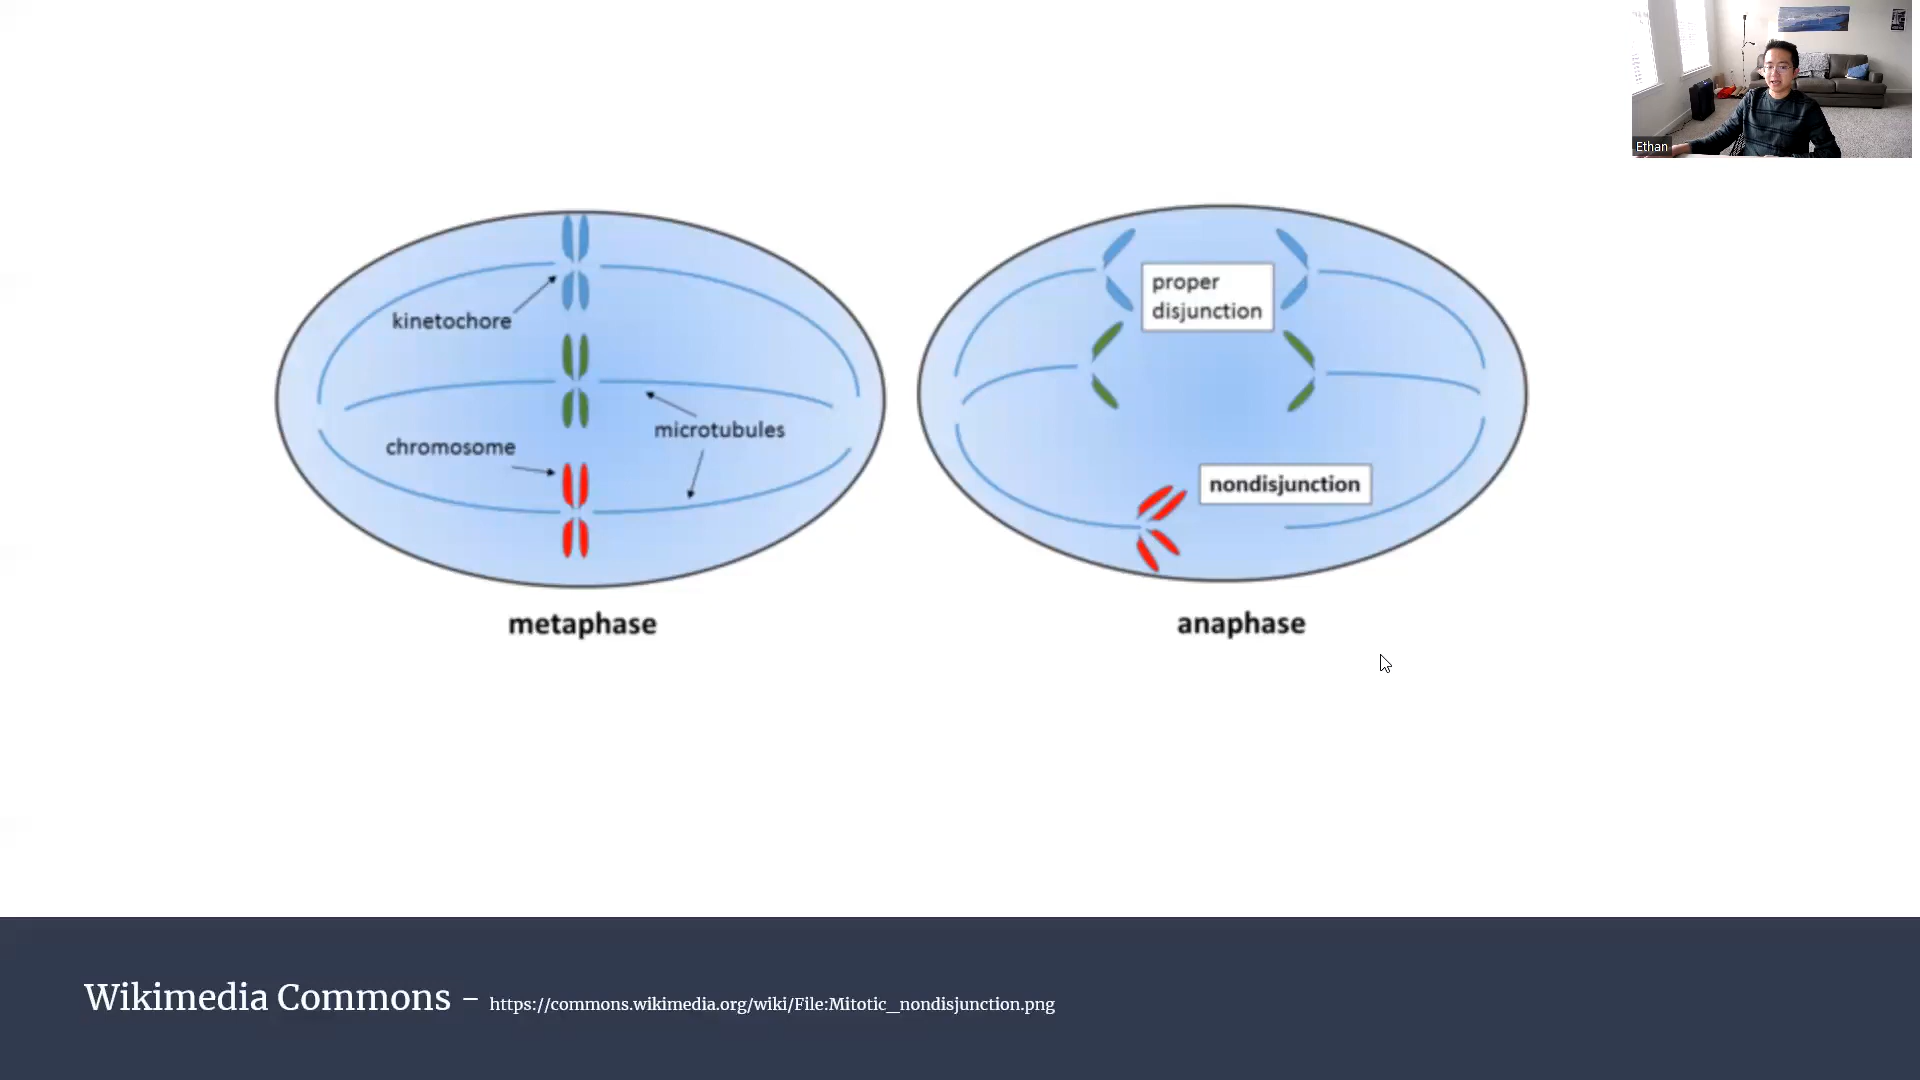 Ethan
kinetochore
chromosome
microtubules
metaphase
proper
disjunction
nondisjunction
anaphase
Wikimedia Commons – https://commons.wikimedia.org/wiki/File:Mitotic_nondisjunction.png